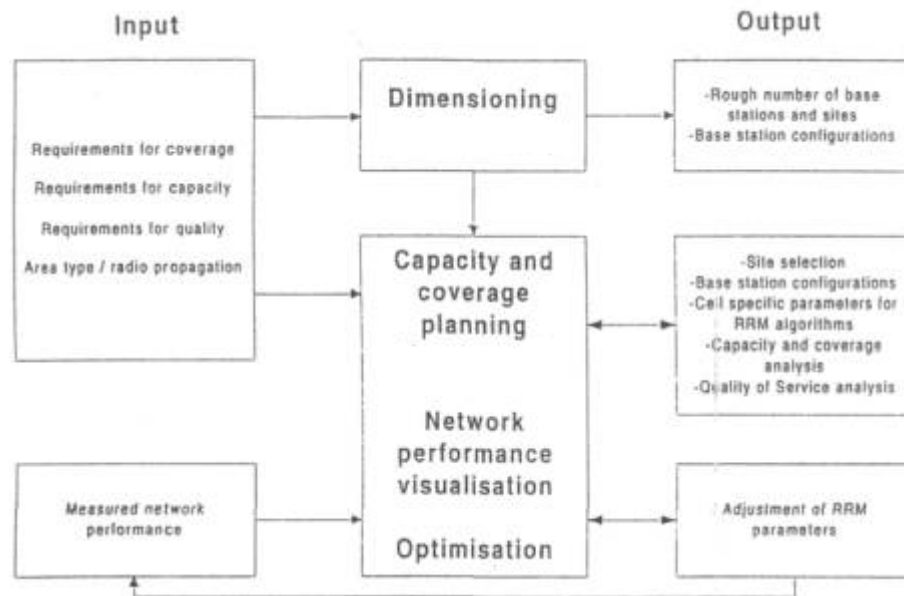 Input
Output
Requirements for coverage
Requirements for capacity
Requirements for quality
Area type / radio propagation
Dimensioning
-Rough number of base
stations and sites
-Base station configurations
Capacity and
coverage
planning
Network
performance
visualisation
Optimisation
-Site selection
-Base station configurations
-Cell specific parameters for
RRM algorithms
-Capacity and coverage
analysis
-Quality of Service analysis
Measured network
performance
Adjustment of RRM
parameters